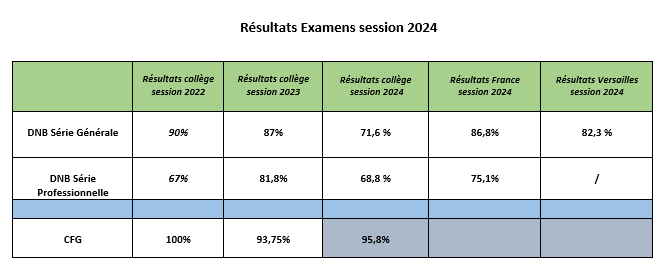 Résultats Examens session 2024
Résultats collège session 2022 Résultats collège session 2023 Résultats collège session 2024 Résultats France session 2024 Résultats Versailles session 2024
DNB Série Générale 90% 87% 71,6 % 86,8% 82,3 %
DNB Série Professionnelle 67% 81,8% 68,8 % 75,1% /
CFG 100% 93,75% 95,8%